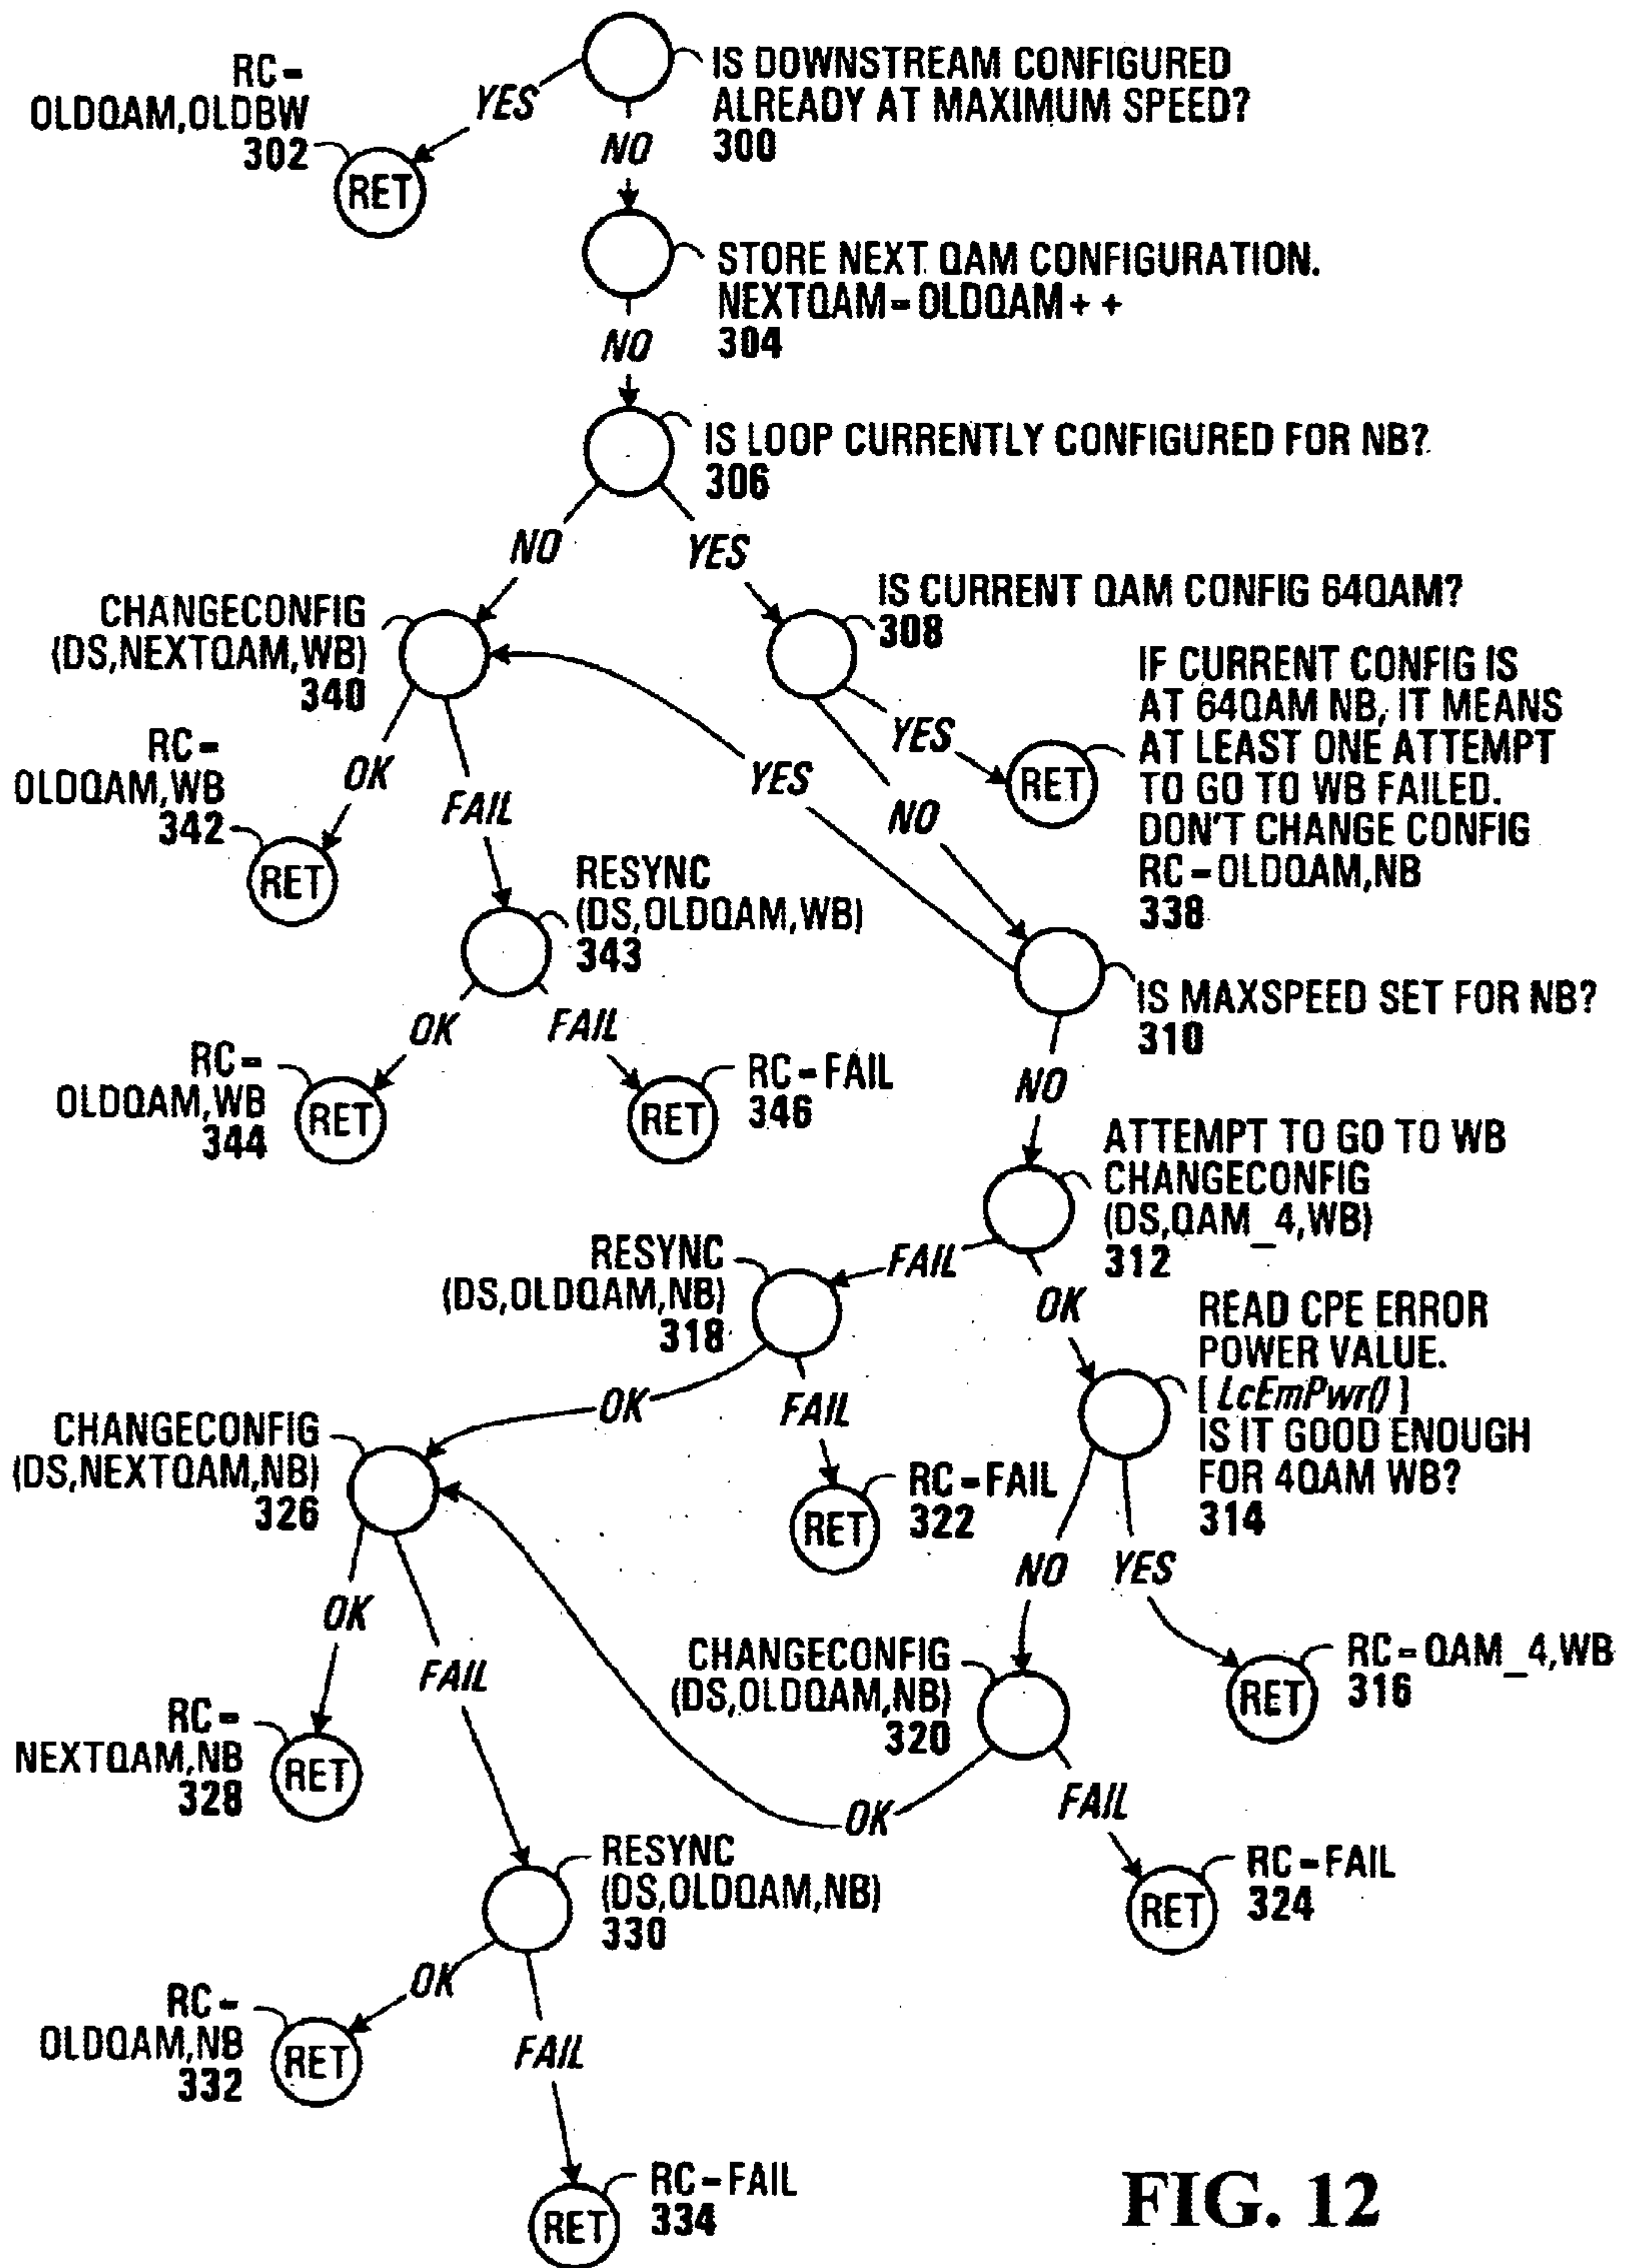 IS DOWNSTREAM CONFIGURED
ALREADY AT MAXIMUM SPEED?
300
YES
NO
RC-
OLDQAM,OLDBW
302
RET
STORE NEXT QAM CONFIGURATION.
NEXTQAM-OLDQAM++
304
NO
IS LOOP CURRENTLY CONFIGURED FOR NB?
306
NO
YES
CHANGECONFIG
(DS,NEXTQAM,WB)
340
IS CURRENT QAM CONFIG 64QAM?
308
YES
NO
RET
IF CURRENT CONFIG IS
AT 64QAM NB, IT MEANS
AT LEAST ONE ATTEMPT
TO GO TO WB FAILED.
DON'T CHANGE CONFIG
RC-OLDQAM,NB
338
YES
OK
FAIL
RC-
OLDQAM,WB
342
RET
RESYNC
(DS,OLDQAM,WB)
343
OK
FAIL
RC-
OLDQAM,WB
344
RET
RET
RC-FAIL
346
IS MAXSPEED SET FOR NB?
310
NO
ATTEMPT TO GO TO WB
CHANGECONFIG
(DS,QAM_4,WB)
312
FAIL
OK
RESYNC
(DS,OLDQAM,NB)
318
OK
FAIL
RET
RC-FAIL
322
READ CPE ERROR
POWER VALUE.
[LcEmPwr()]
IS IT GOOD ENOUGH
FOR 4QAM WB?
314
NO
YES
RET
RC-QAM_4,WB
316
CHANGECONFIG
(DS,NEXTQAM,NB)
326
OK
FAIL
CHANGECONFIG
(DS,OLDQAM,NB)
320
OK
FAIL
RET
RC-FAIL
324
RC-
NEXTQAM,NB
328
RET
RESYNC
(DS,OLDQAM,NB)
330
OK
FAIL
RC-
OLDQAM,NB
332
RET
RET
RC-FAIL
334
FIG. 12